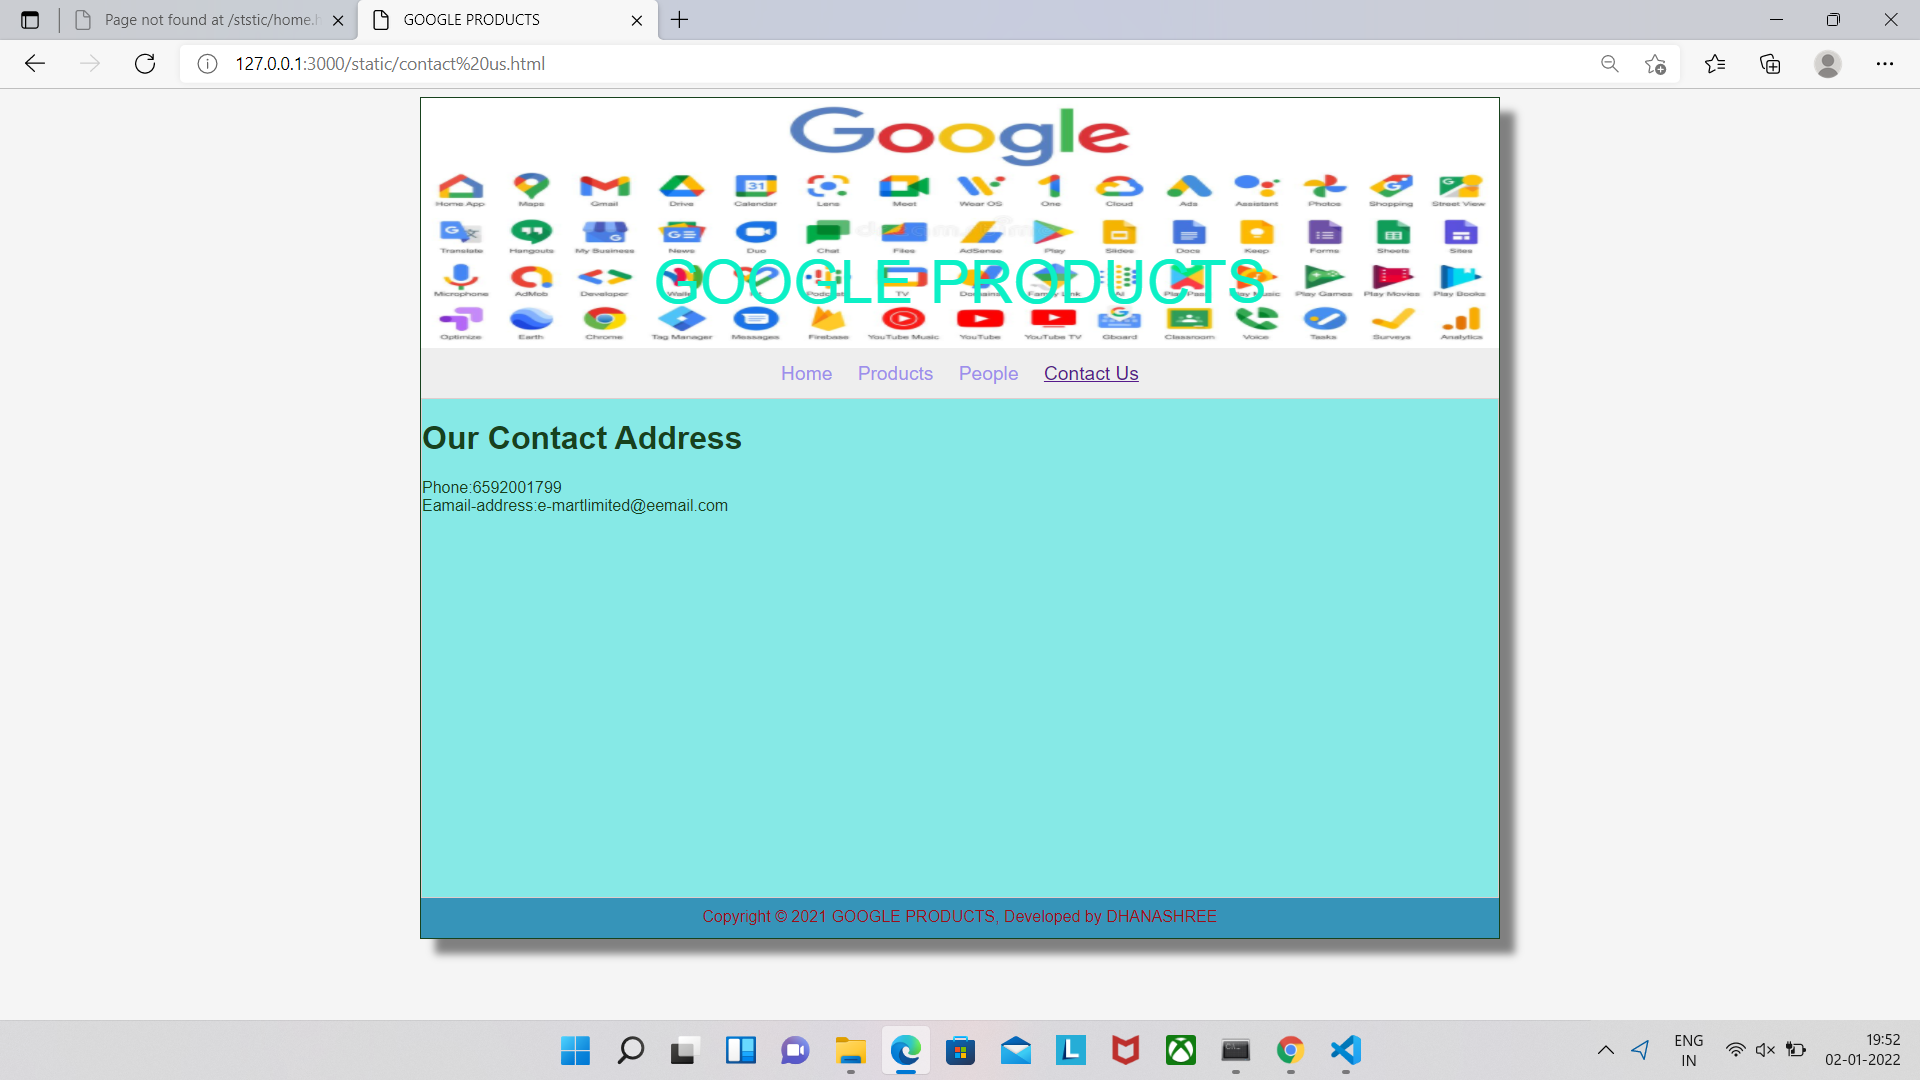 Page not found at /ststic/home.h
GOOGLE PRODUCTS
127.0.0.1:3000/static/contact%20us.html
Google
Home App Maps Gmail Drive Calendar Lens Meet Wear OS One Cloud Ads Assistant Photos Shopping Street View
Translate Hangouts My Business News Duo Chat Files AdSense Play Slides Docs Keep Forms Sheets Sites
GOOGLE PRODUCTS
Microphone AdMob Developer TV Play Games Play Movies Play Books
Optimize Earth Chrome Tag Manager Messages Firebase YouTube Music YouTube YouTube TV Gboard Classroom Voice Tasks Surveys Analytics
Home Products People Contact Us
Our Contact Address
Phone:6592001799
Eamail-address:e-martlimited@eemail.com
Copyright © 2021 GOOGLE PRODUCTS, Developed by DHANASHREE
ENG
IN
19:52
02-01-2022